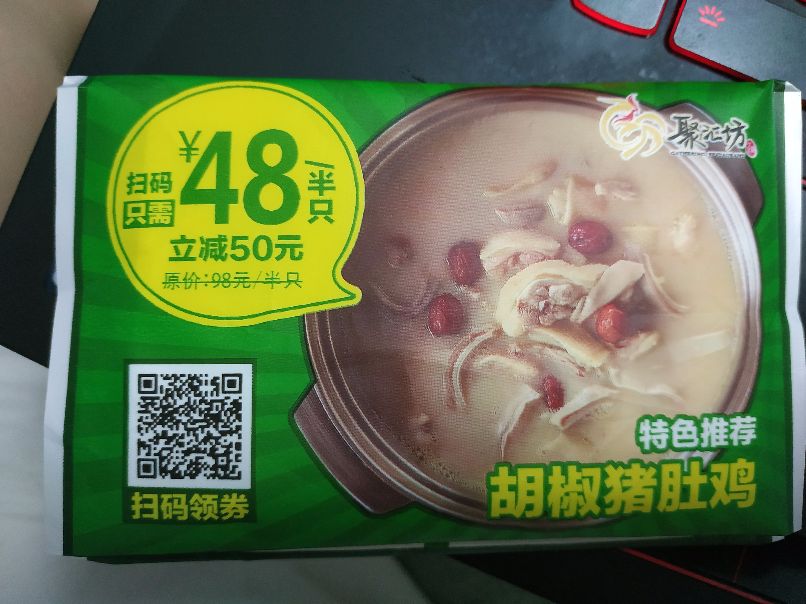 扫码
只需
¥48/半只
立减50元
原价:98元/半只
聚汇坊
扫码领券
特色推荐
胡椒猪肚鸡